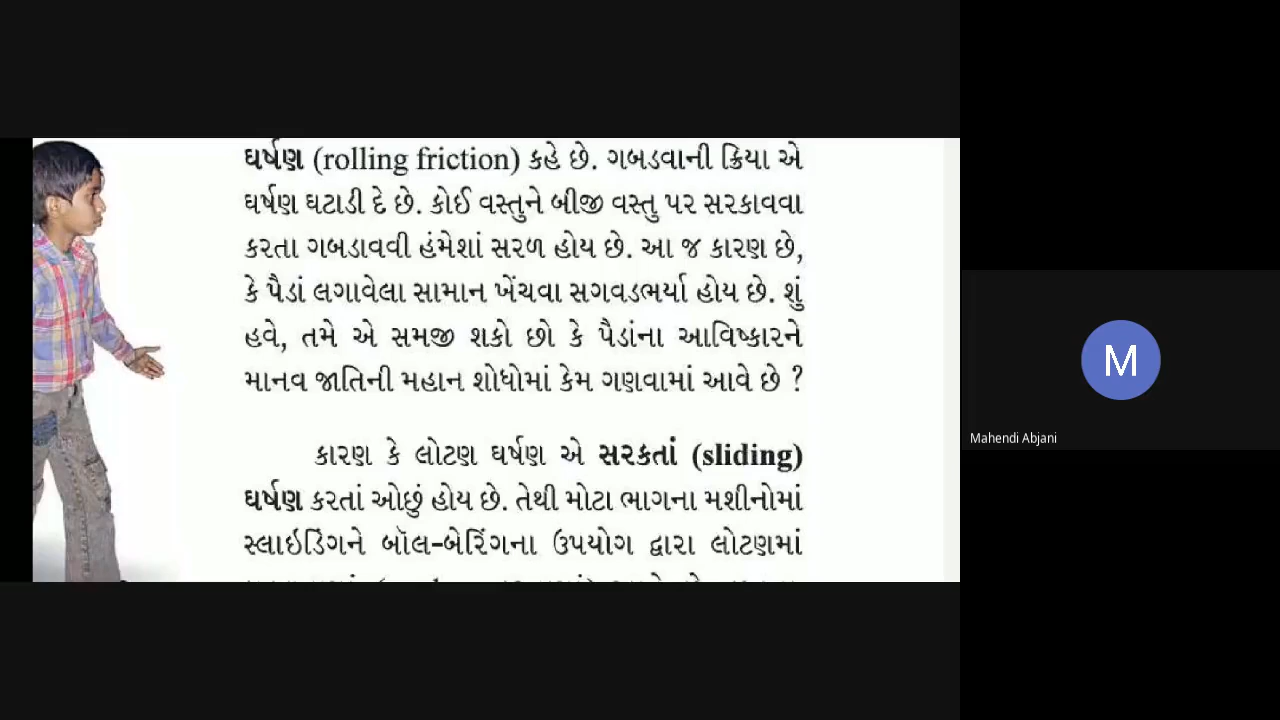 ઘર્ષણ (rolling friction) કહે છે. ગબડવાની ક્રિયા એ
ઘર્ષણ ઘટાડી દે છે. કોઈ વસ્તુને બીજી વસ્તુ પર સરકાવવા
કરતા ગબડાવવી હંમેશાં સરળ હોય છે. આ જ કારણ છે,
કે પૈડાં લગાવેલા સામાન ખેંચવા સગવડભર્યા હોય છે. શું
હવે, તમે એ સમજી શકો છો કે પૈડાંના આવિષ્કારને
માનવ જાતિની મહાન શોધોમાં કેમ ગણવામાં આવે છે ?
કારણ કે લોટણ ઘર્ષણ એ સરકતાં (sliding)
ઘર્ષણ કરતાં ઓછું હોય છે. તેથી મોટા ભાગના મશીનોમાં
સ્લાઇડિંગને બૉલ-બેરિંગના ઉપયોગ દ્વારા લોટણમાં
M
Mahendi Abjani